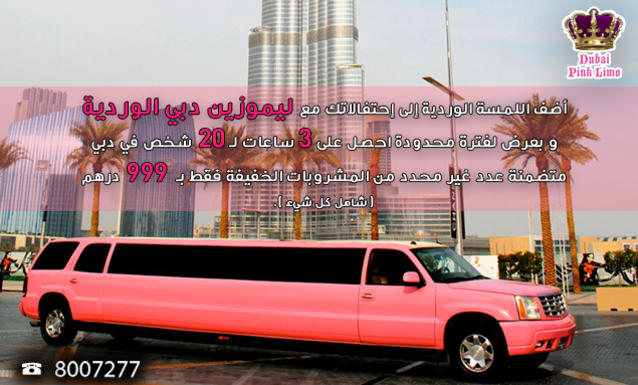 Dubai
Pink Limo
أضف اللمسة الوردية إلى إحتفالاتك مع ليموزين دبي الوردية
و بعرض لفترة محدودة احصل على 3 ساعات لـ 20 شخص في دبي
متضمنة عدد غير محدد من المشروبات الخفيفة فقط بـ 999 درهم
( شامل كل شيء ).
8007277